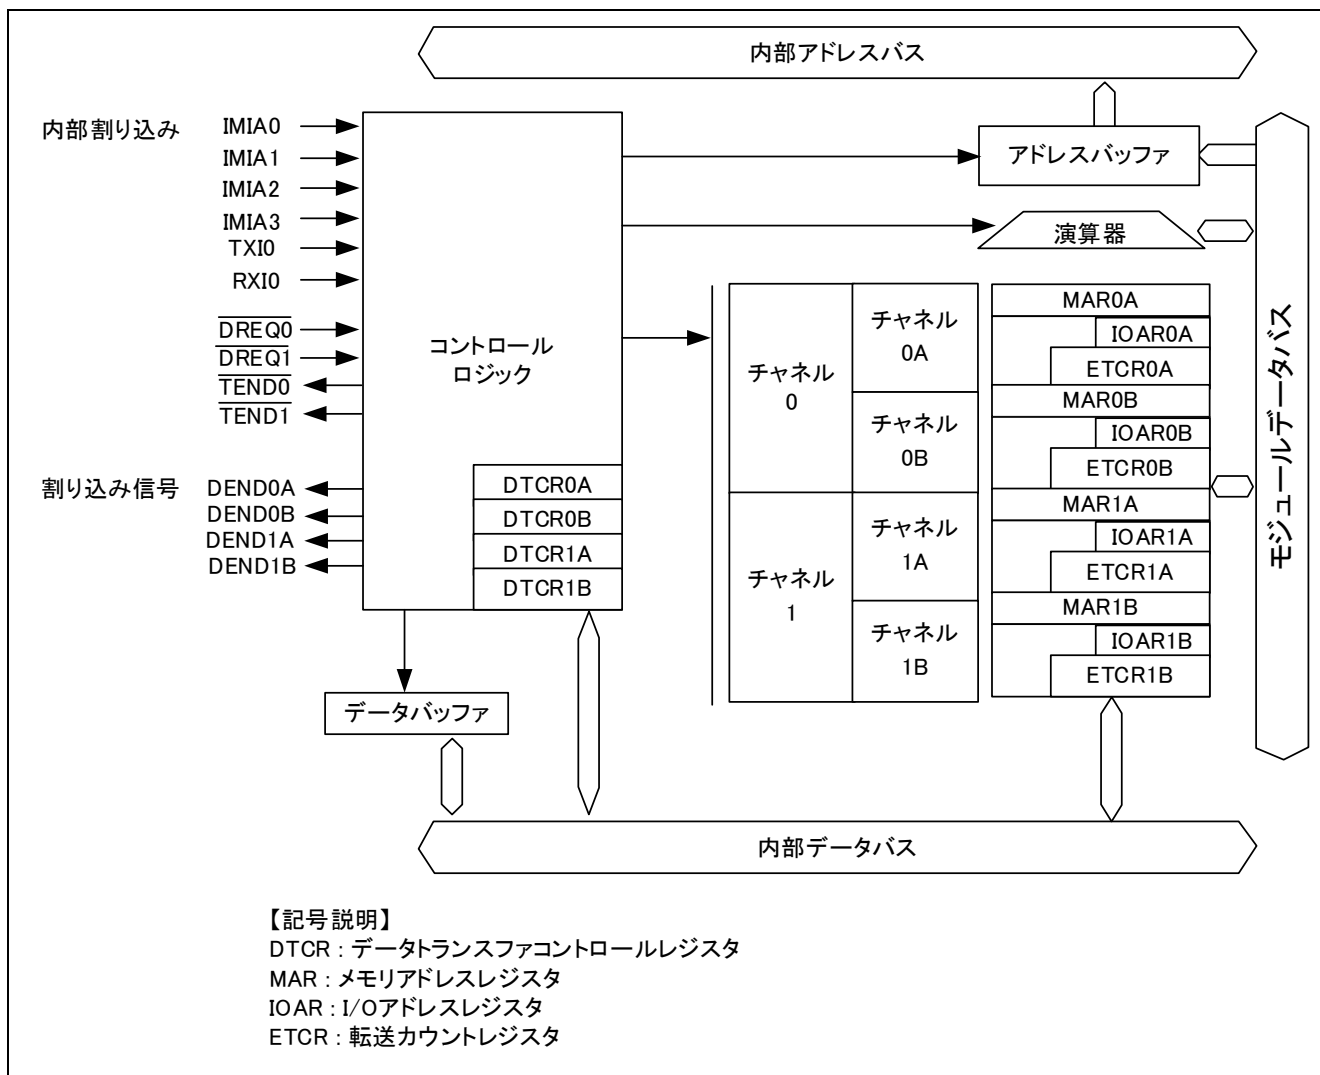 内部アドレスバス
内部割り込み
IMIA0
IMIA1
IMIA2
IMIA3
TXI0
RXI0
DREQ0
DREQ1
TEND0
TEND1
割り込み信号
DEND0A
DEND0B
DEND1A
DEND1B
コントロール
ロジック
DTCR0A
DTCR0B
DTCR1A
DTCR1B
データバッファ
アドレスバッファ
演算器
チャネル
0
チャネル
1
チャネル
0A
チャネル
0B
チャネル
1A
チャネル
1B
MAR0A
IOAR0A
ETCR0A
MAR0B
IOAR0B
ETCR0B
MAR1A
IOAR1A
ETCR1A
MAR1B
IOAR1B
ETCR1B
モジュールデータバス
内部データバス
【記号説明】
DTCR : データトランスファコントロールレジスタ
MAR : メモリアドレスレジスタ
IOAR : I/Oアドレスレジスタ
ETCR : 転送カウントレジスタ